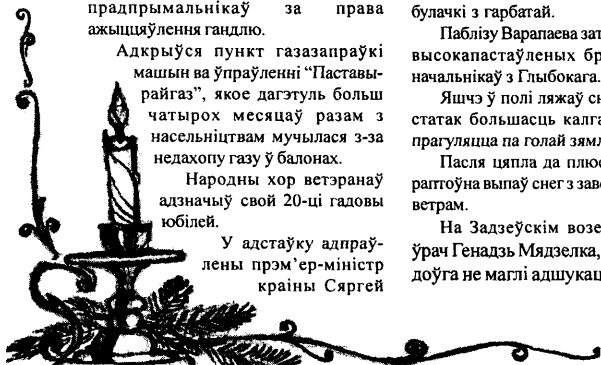 прадпрымальнікаў за права
ажыццяўлення гандлю.
Адкрыўся пункт газазапраўкі
машын ва ўпраўленні “Паставы-
райгаз”, якое дагэтуль больш
чатырох месяцаў разам з
насельніцтвам мучылася з-за
недахопу газу ў балонах.
Народны хор ветэранаў
адзначыў свой 20-ці гадовы
юбілей.
У адстаўку адпраў-
лены прэм’ер-міністр
краіны Сяргей
булачкі з гарбатай.
Паблізу Варапаева зат
высокапастаўленых бр
начальнікаў з Глыбокага.
Яшчэ ў полі ляжаў сн
статак большасць калга
прагуляцца па голай зямл
Пасля цяпла да плюс
раптоўна выпаў снег з заве
ветрам.
На Задзеўскім возе
ўрач Генадзь Мядзелка,
доўга не маглі адшукац